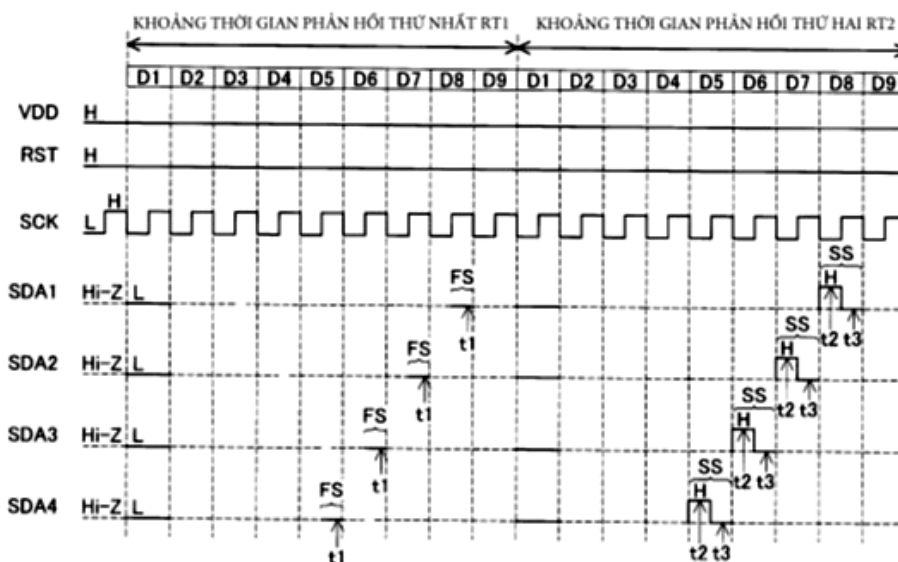 KHOẢNG THỜI GIAN PHẢN HỒI THỨ NHẤT RT1 KHOẢNG THỜI GIAN PHẢN HỒI THỨ HAI RT2
D1 D2 D3 D4 D5 D6 D7 D8 D9 D1 D2 D3 D4 D5 D6 D7 D8 D9
VDD H
RST H
H
SCK L
SS
FS H
SDA1 Hi-Z L
t1 t2 t3
SS
FS H
SDA2 Hi-Z L
t1 t2 t3
SS
FS H
SDA3 Hi-Z L
t1 t2 t3
SS
FS H
SDA4 Hi-Z L
t1 t2 t3